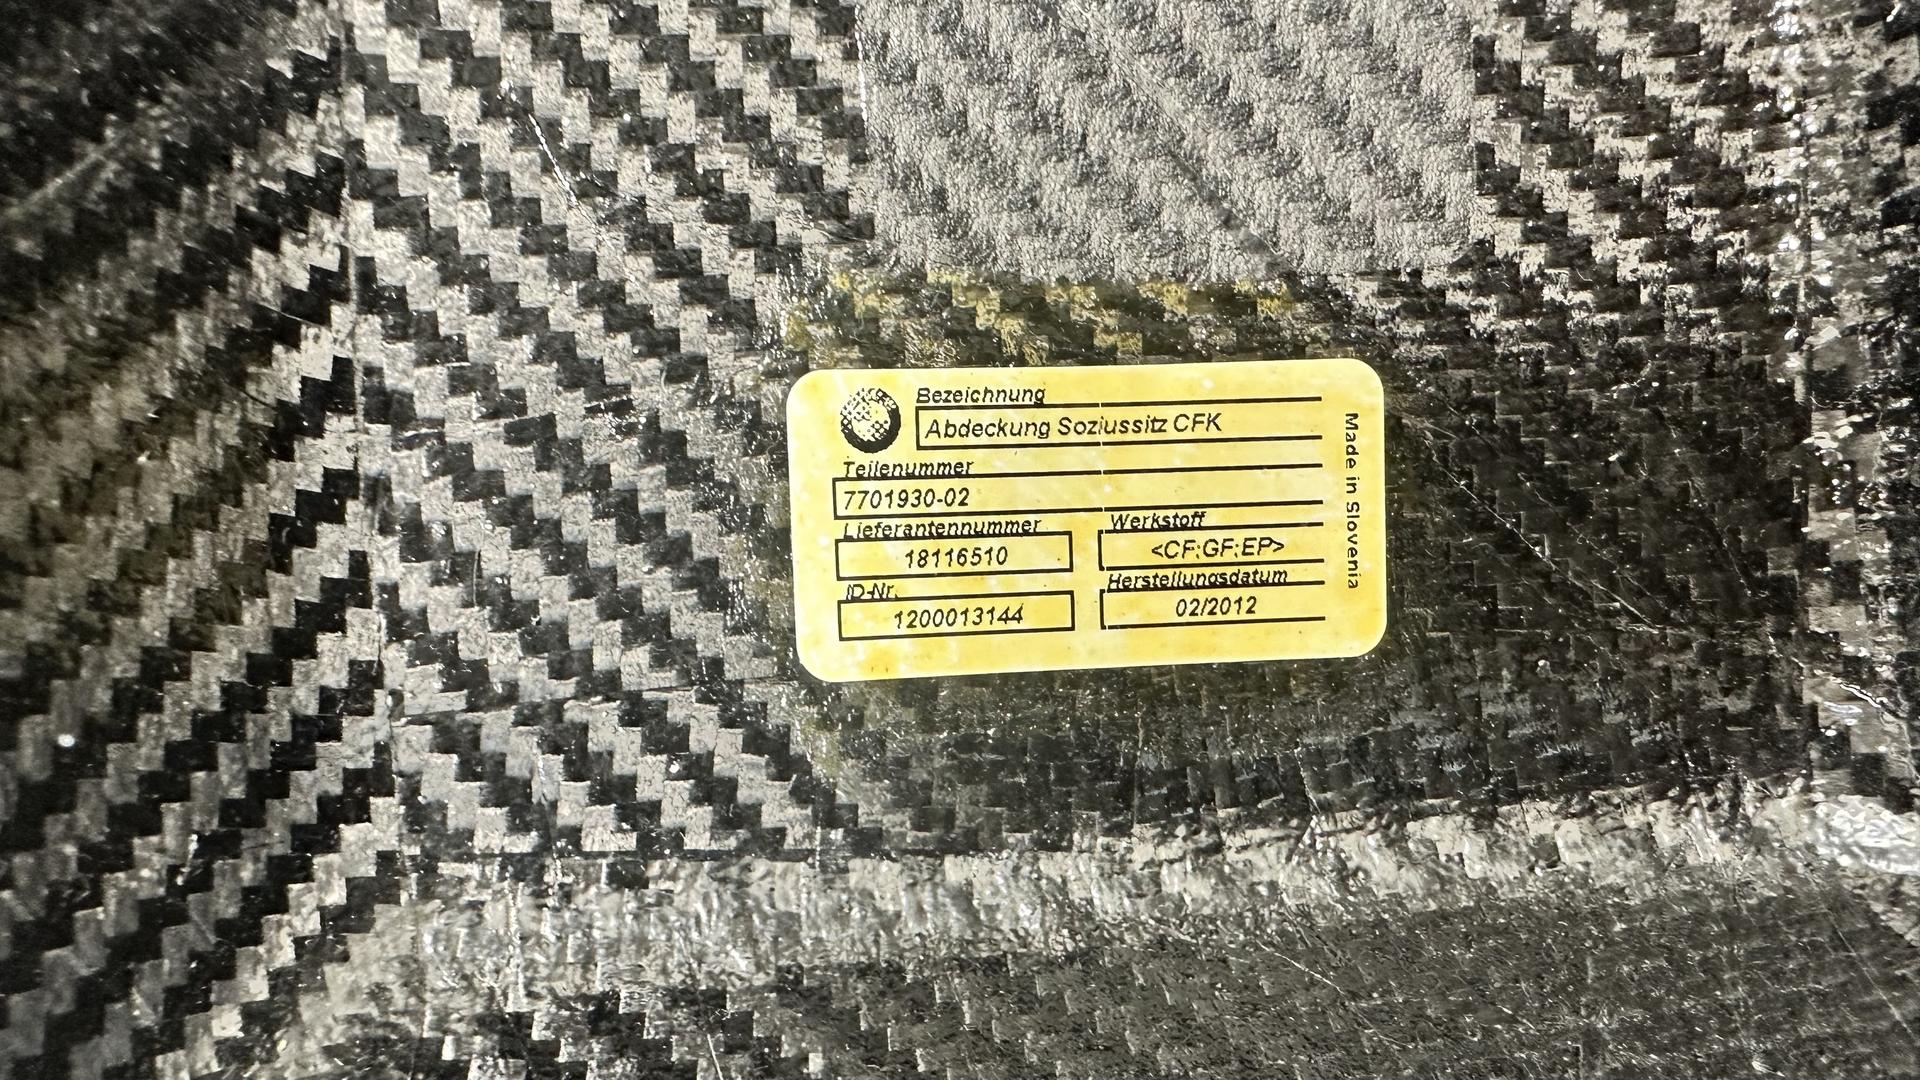 Bezeichnung
Abdeckung Soziussitz CFK
Teilenummer
7701930-02
Lieferantennummer
18116510
Werkstoff
<CF;GF;EP>
ID-Nr.
1200013144
Herstellungsdatum
02/2012
Made in Slovenia